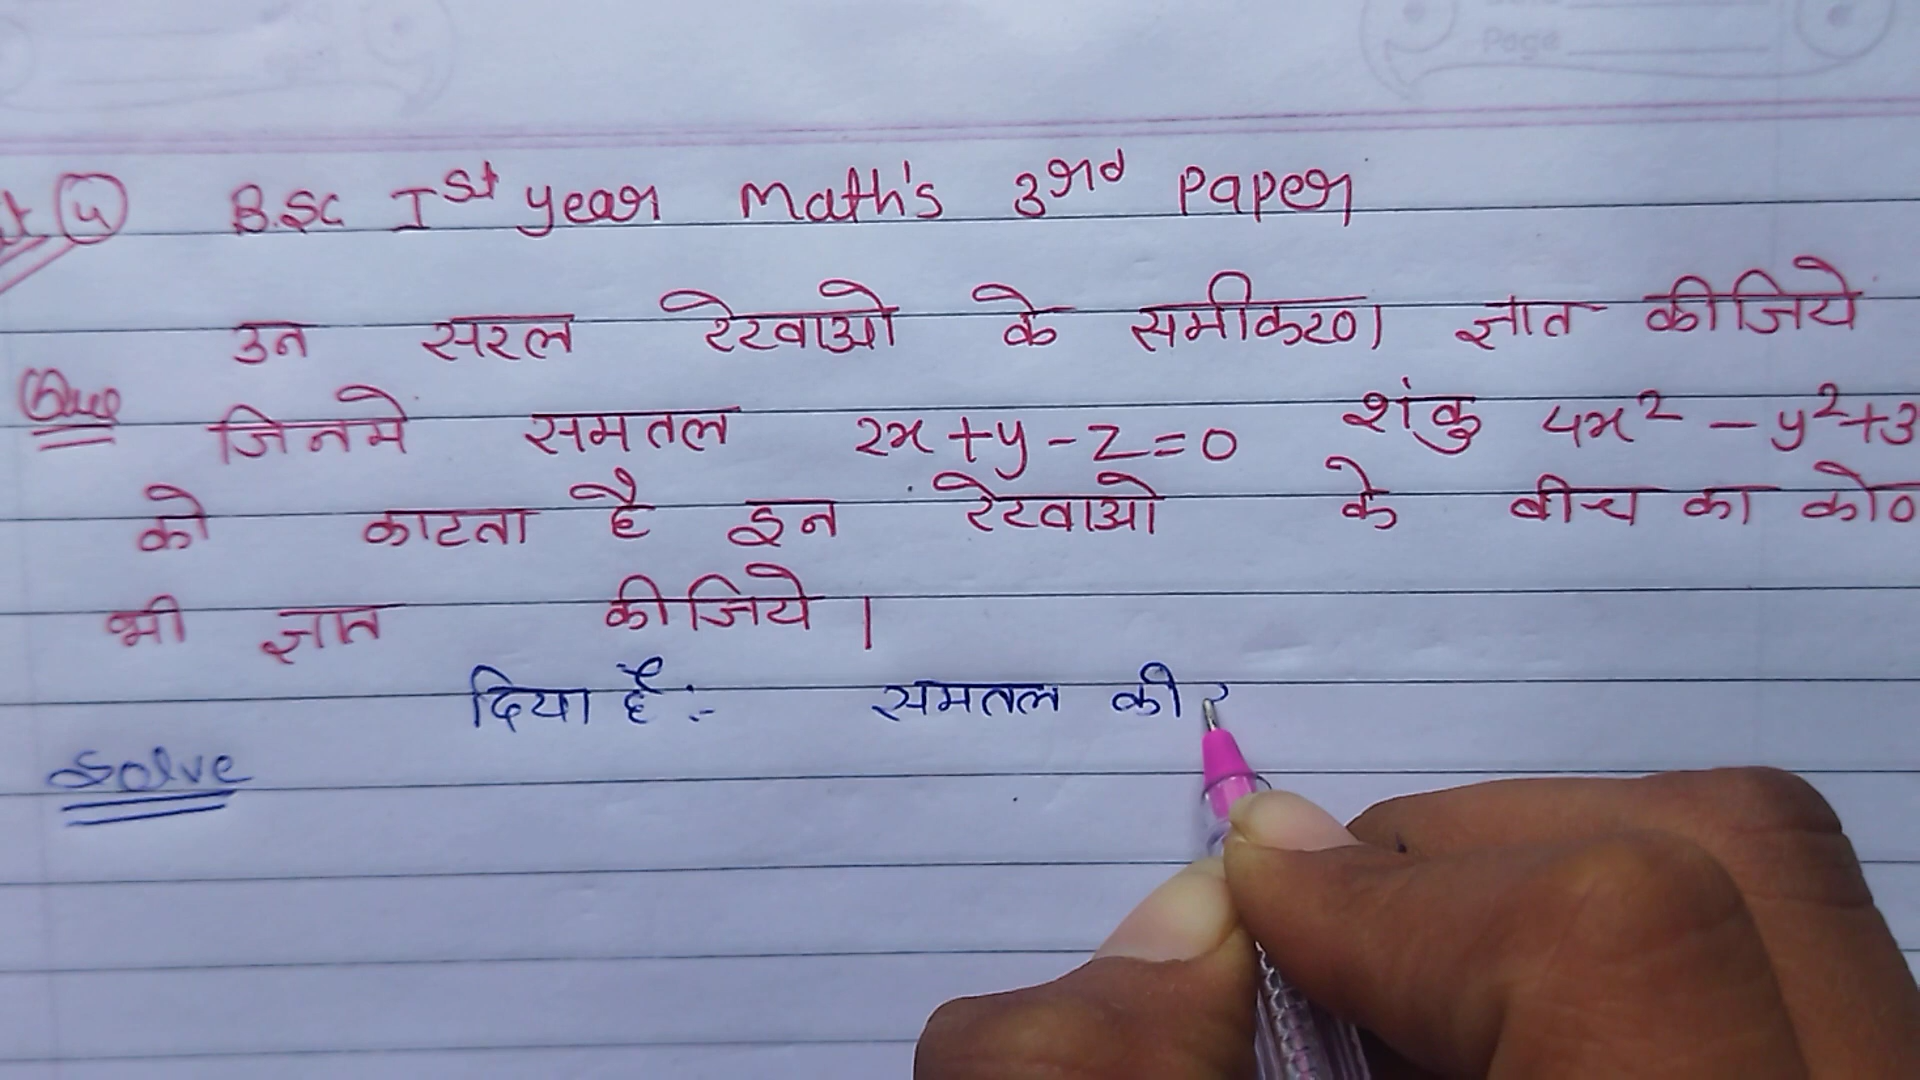 Page
④ B.Sc Ist year Math's 3rd Paper
उन सरल रेखाओ के समीकरण ज्ञात कीजिये
Que जिनमे समतल 2x+y-z=0 शंकु 4x²-y²+3
को काटता है इन रेखाओ के बीच का को
भी ज्ञात कीजिये।
दिया है:- समतल की
Solve